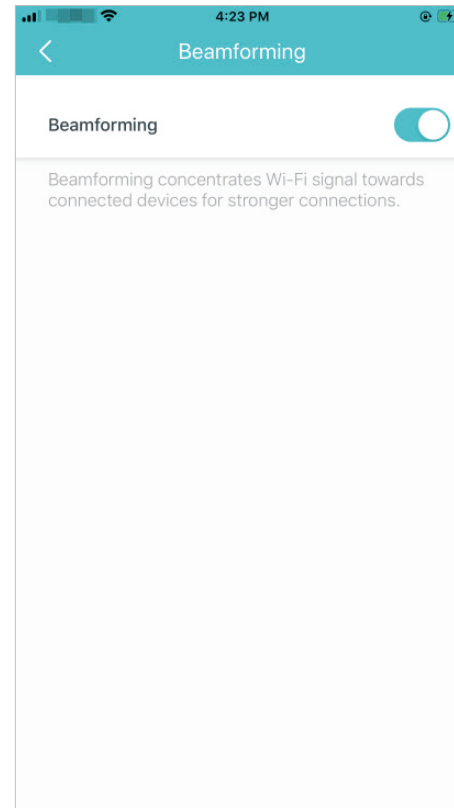 4:23 PM
Beamforming
Beamforming
Beamforming concentrates Wi-Fi signal towards
connected devices for stronger connections.